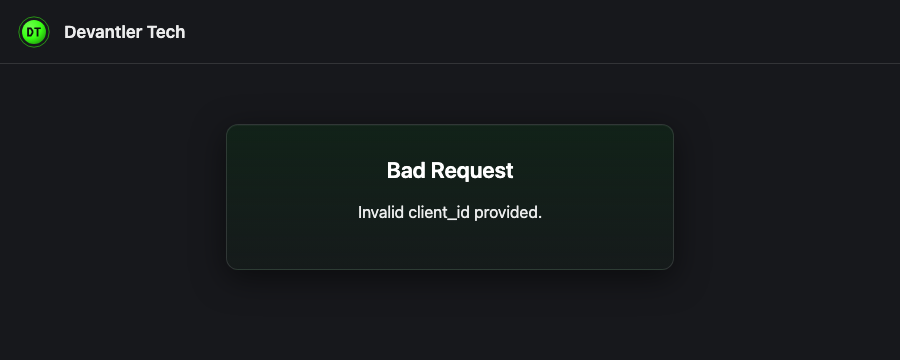 DT
Devantler Tech
Bad Request
Invalid client_id provided.